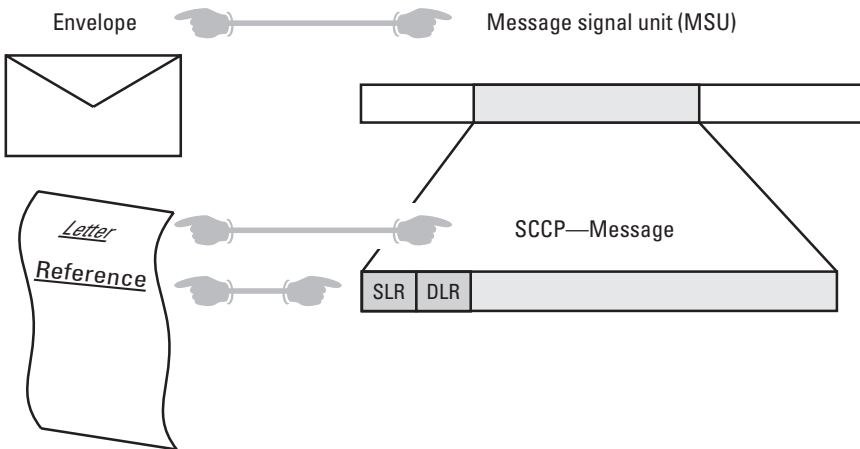 Envelope
Message signal unit (MSU)
Letter
SCCP—Message
Reference
SLR DLR